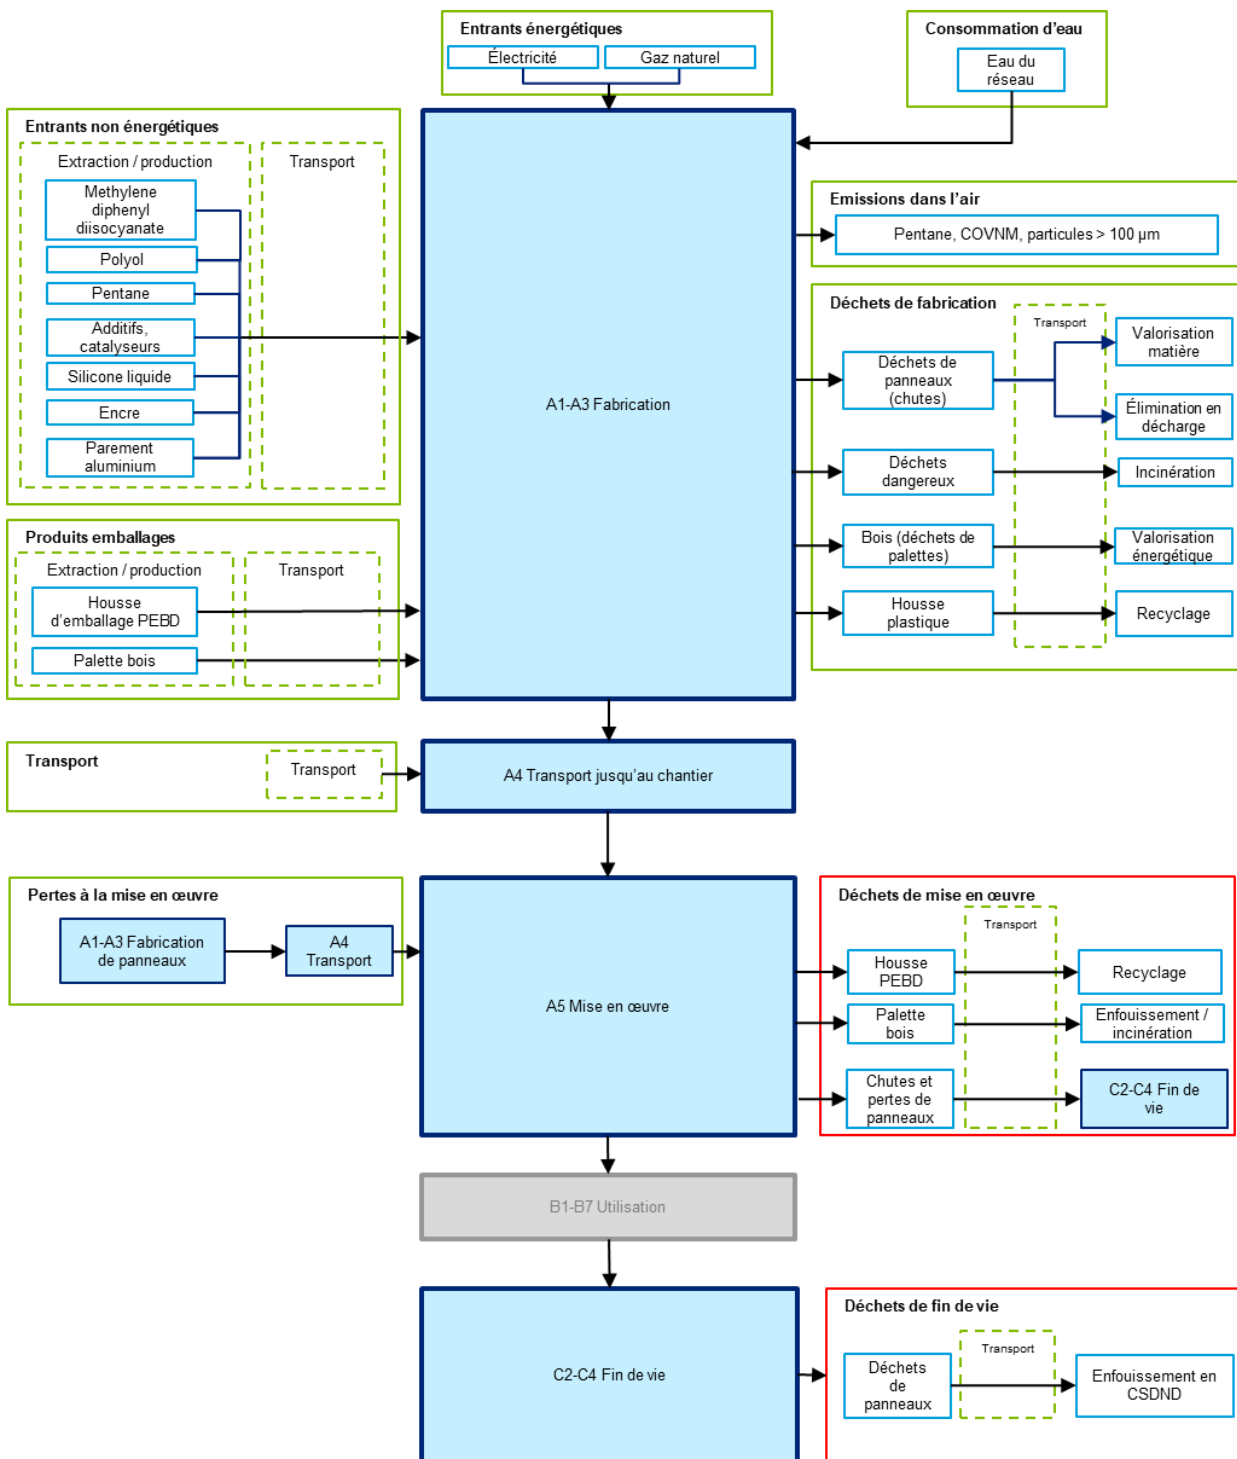 Entrants énergétiques
Électricité
Gaz naturel
Consommation d'eau
Eau du
réseau
Entrants non énergétiques
Extraction / production
Transport
Methylene
diphenyl
diisocyanate
Polyol
Pentane
Additifs,
catalyseurs
Silicone liquide
Encre
Parement
aluminium
Produits emballages
Extraction / production
Transport
Housse
d'emballage PEBD
Palette bois
A1-A3 Fabrication
Emissions dans l'air
Pentane, COVNM, particules > 100 µm
Déchets de fabrication
Transport
Déchets de
panneaux
(chutes)
Valorisation
matière
Élimination en
décharge
Déchets
dangereux
Incinération
Bois (déchets de
palettes)
Valorisation
énergétique
Housse
plastique
Recyclage
Transport
Transport
A4 Transport jusqu'au chantier
Pertes à la mise en œuvre
A1-A3 Fabrication
de panneaux
A4
Transport
A5 Mise en œuvre
Déchets de mise en œuvre
Transport
Housse
PEBD
Recyclage
Palette
bois
Enfouissement /
incinération
Chutes et
pertes de
panneaux
C2-C4 Fin de
vie
B1-B7 Utilisation
C2-C4 Fin de vie
Déchets de fin de vie
Transport
Déchets
de
panneaux
Enfouissement en
CSDND